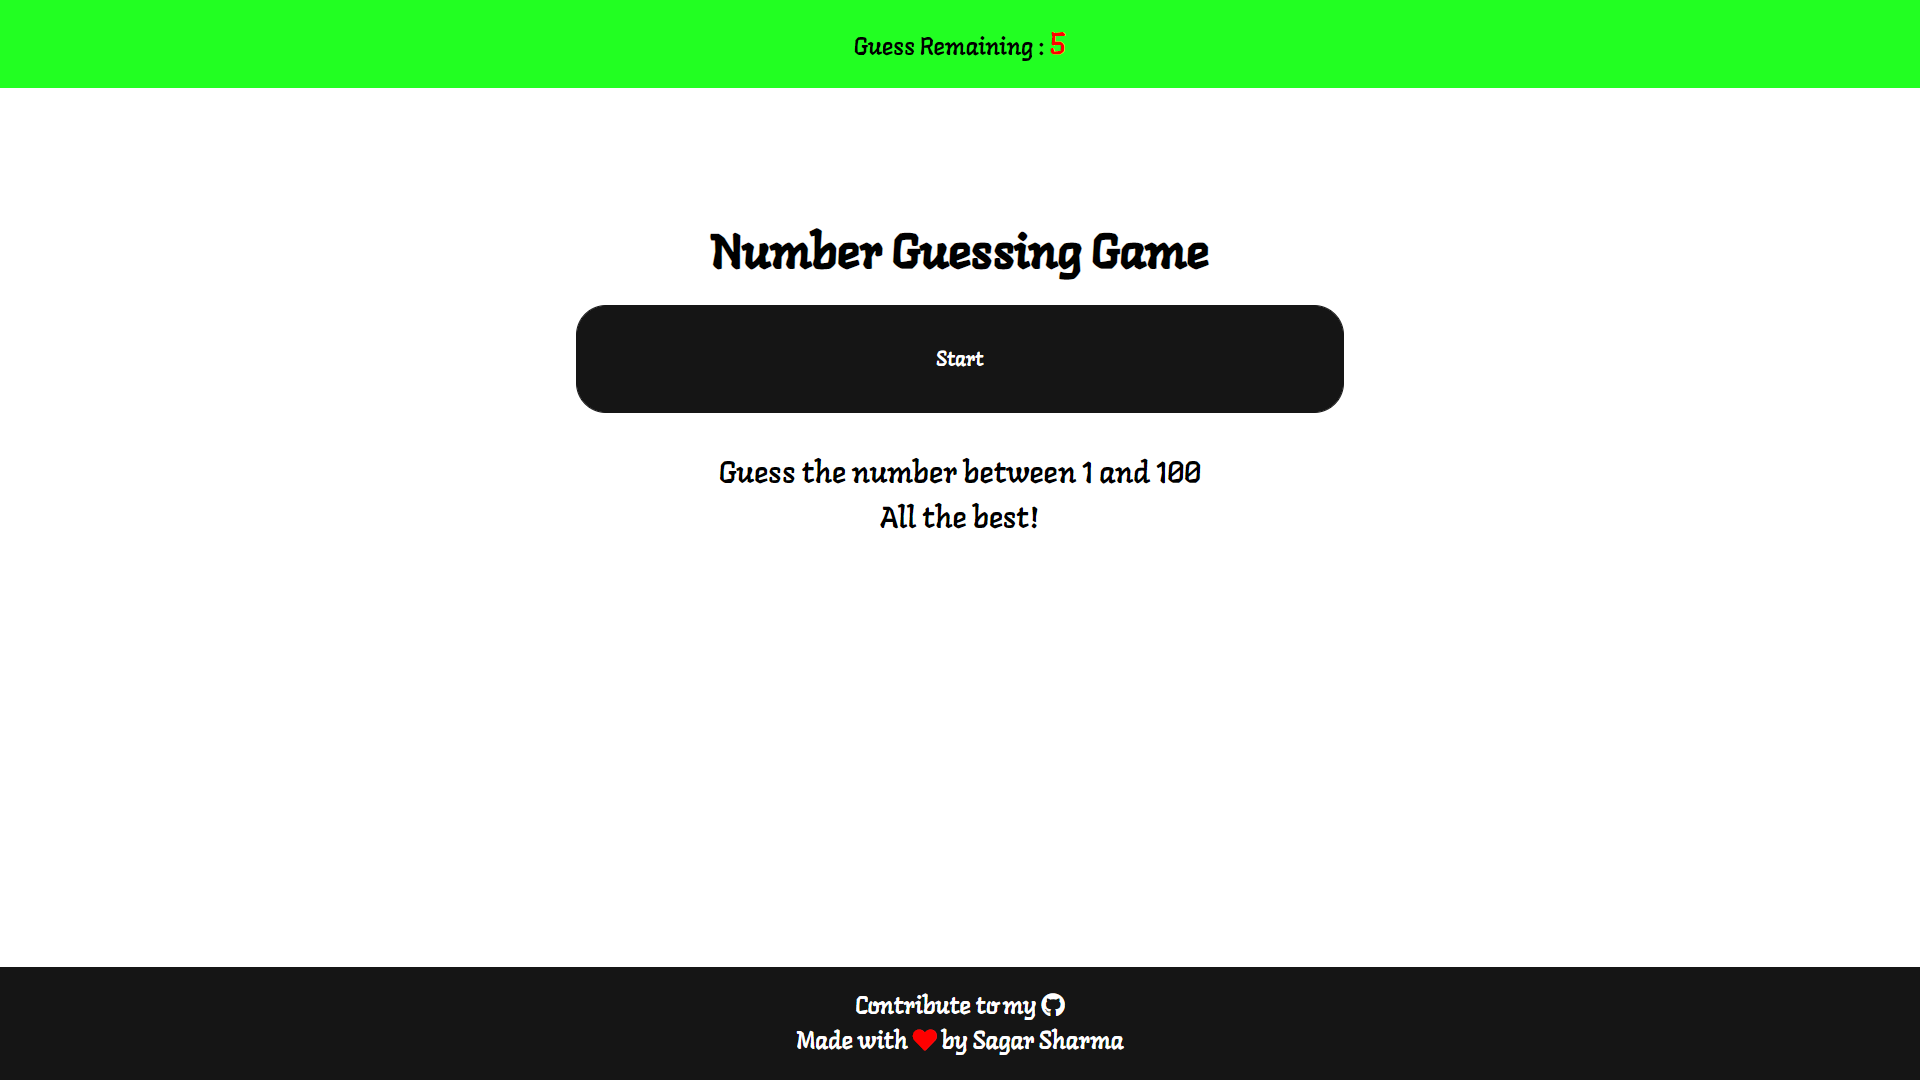 Guess Remaining : 5
Number Guessing Game
Start
Guess the number between 1 and 100
All the best!
Contribute to my
Made with by Sagar Sharma